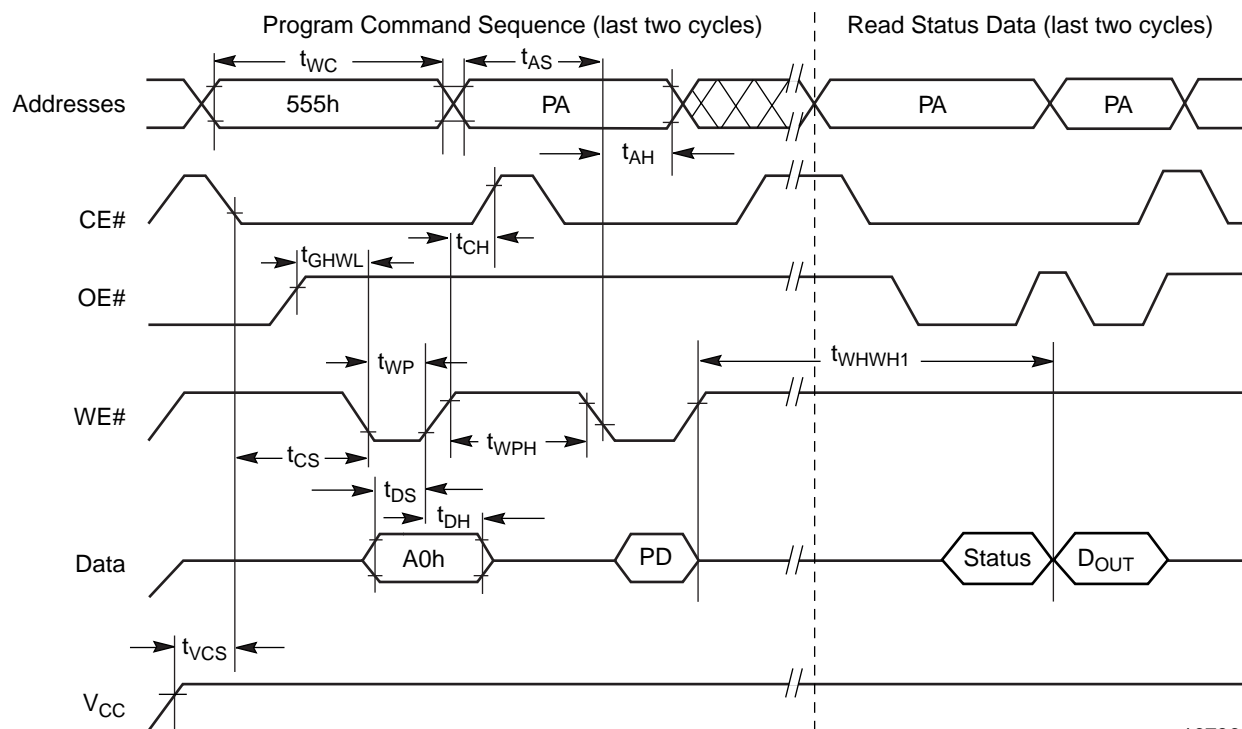 Program Command Sequence (last two cycles)
Read Status Data (last two cycles)
tWC
tAS
Addresses
555h
PA
PA
PA
tAH
CE#
tCH
tGHWL
OE#
tWP
tWHWH1
WE#
tWPH
tCS
tDS
tDH
Data
A0h
PD
Status
DOUT
tVCS
VCC